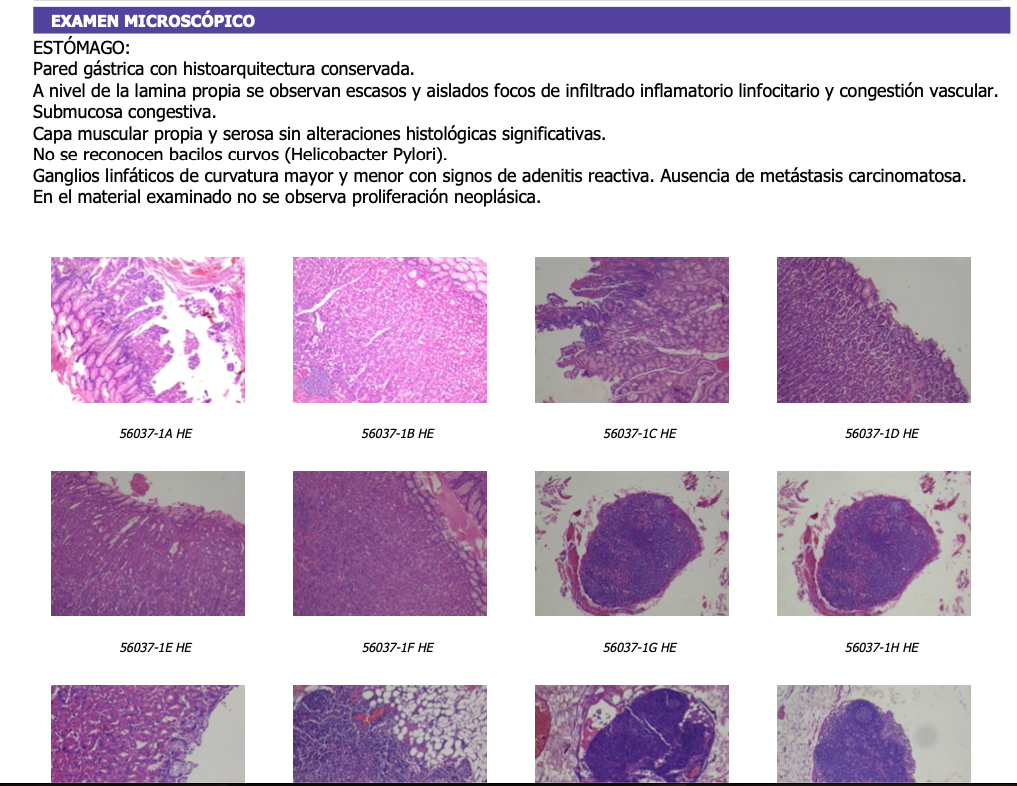 EXAMEN MICROSCÓPICO
ESTÓMAGO:
Pared gástrica con histoarquitectura conservada.
A nivel de la lamina propia se observan escasos y aislados focos de infiltrado inflamatorio linfocitario y congestión vascular.
Submucosa congestiva.
Capa muscular propia y serosa sin alteraciones histológicas significativas.
No se reconocen bacilos curvos (Helicobacter Pylori).
Ganglios linfáticos de curvatura mayor y menor con signos de adenitis reactiva. Ausencia de metástasis carcinomatosa.
En el material examinado no se observa proliferación neoplásica.
56037-1A HE
56037-1B HE
56037-1C HE
56037-1D HE
56037-1E HE
56037-1F HE
56037-1G HE
56037-1H HE